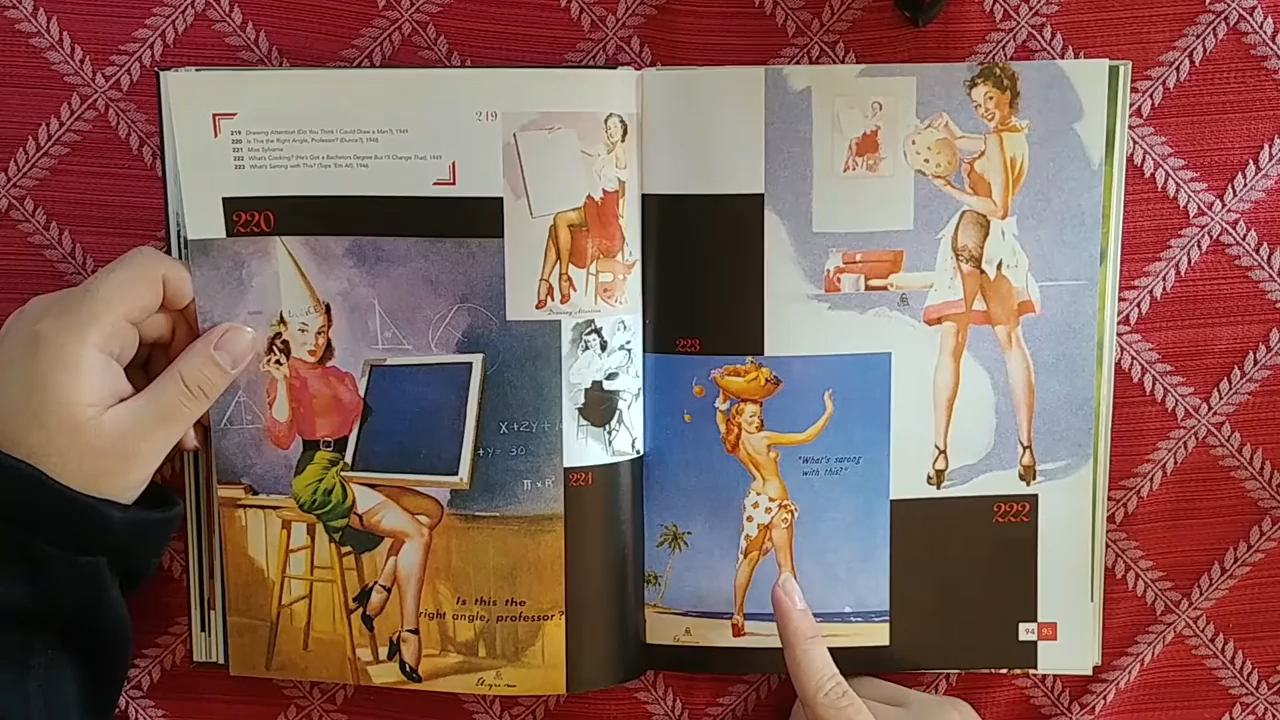 219
219 Drawing Attention (Do You Think I Could Draw a Man?), 1949
220 Is This the Right Angle, Professor? (Dunce?), 1948
221 Miss Sylvania
222 What's Cooking? (He's Got a Bachelors Degree But I'll Change That), 1949
223 What's Sarong with This? (Tops 'Em All), 1946
220
DUNCE
X+2Y+
+Y= 30
Is this the
right angle, professor?
Elvgren
Drawing Attention
221
223
"What's sarong
with this?"
222
94 95